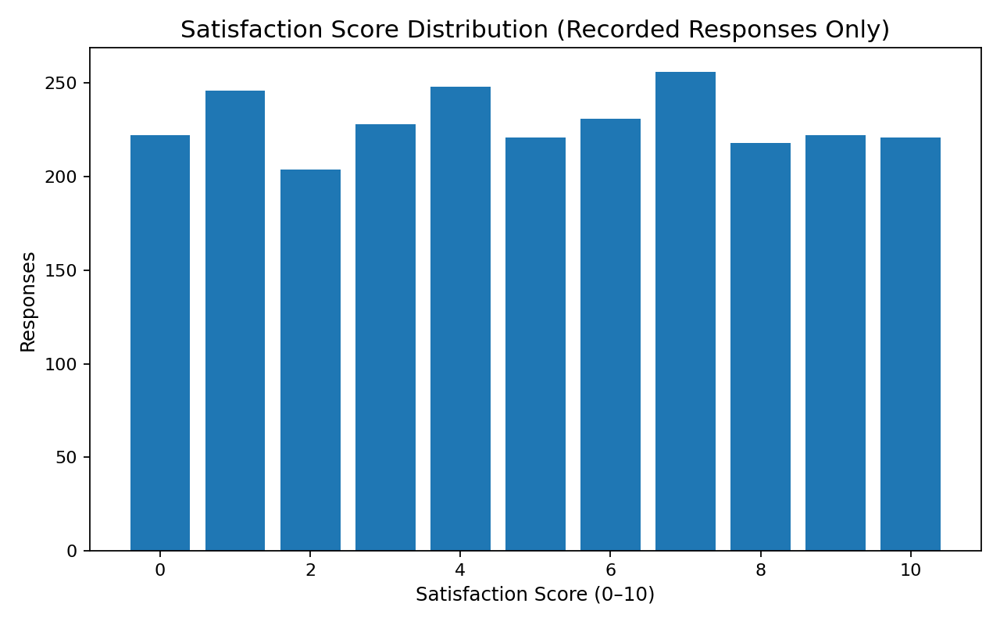 Satisfaction Score Distribution (Recorded Responses Only)
Responses
250
200
150
100
50
0
0 2 4 6 8 10
Satisfaction Score (0–10)